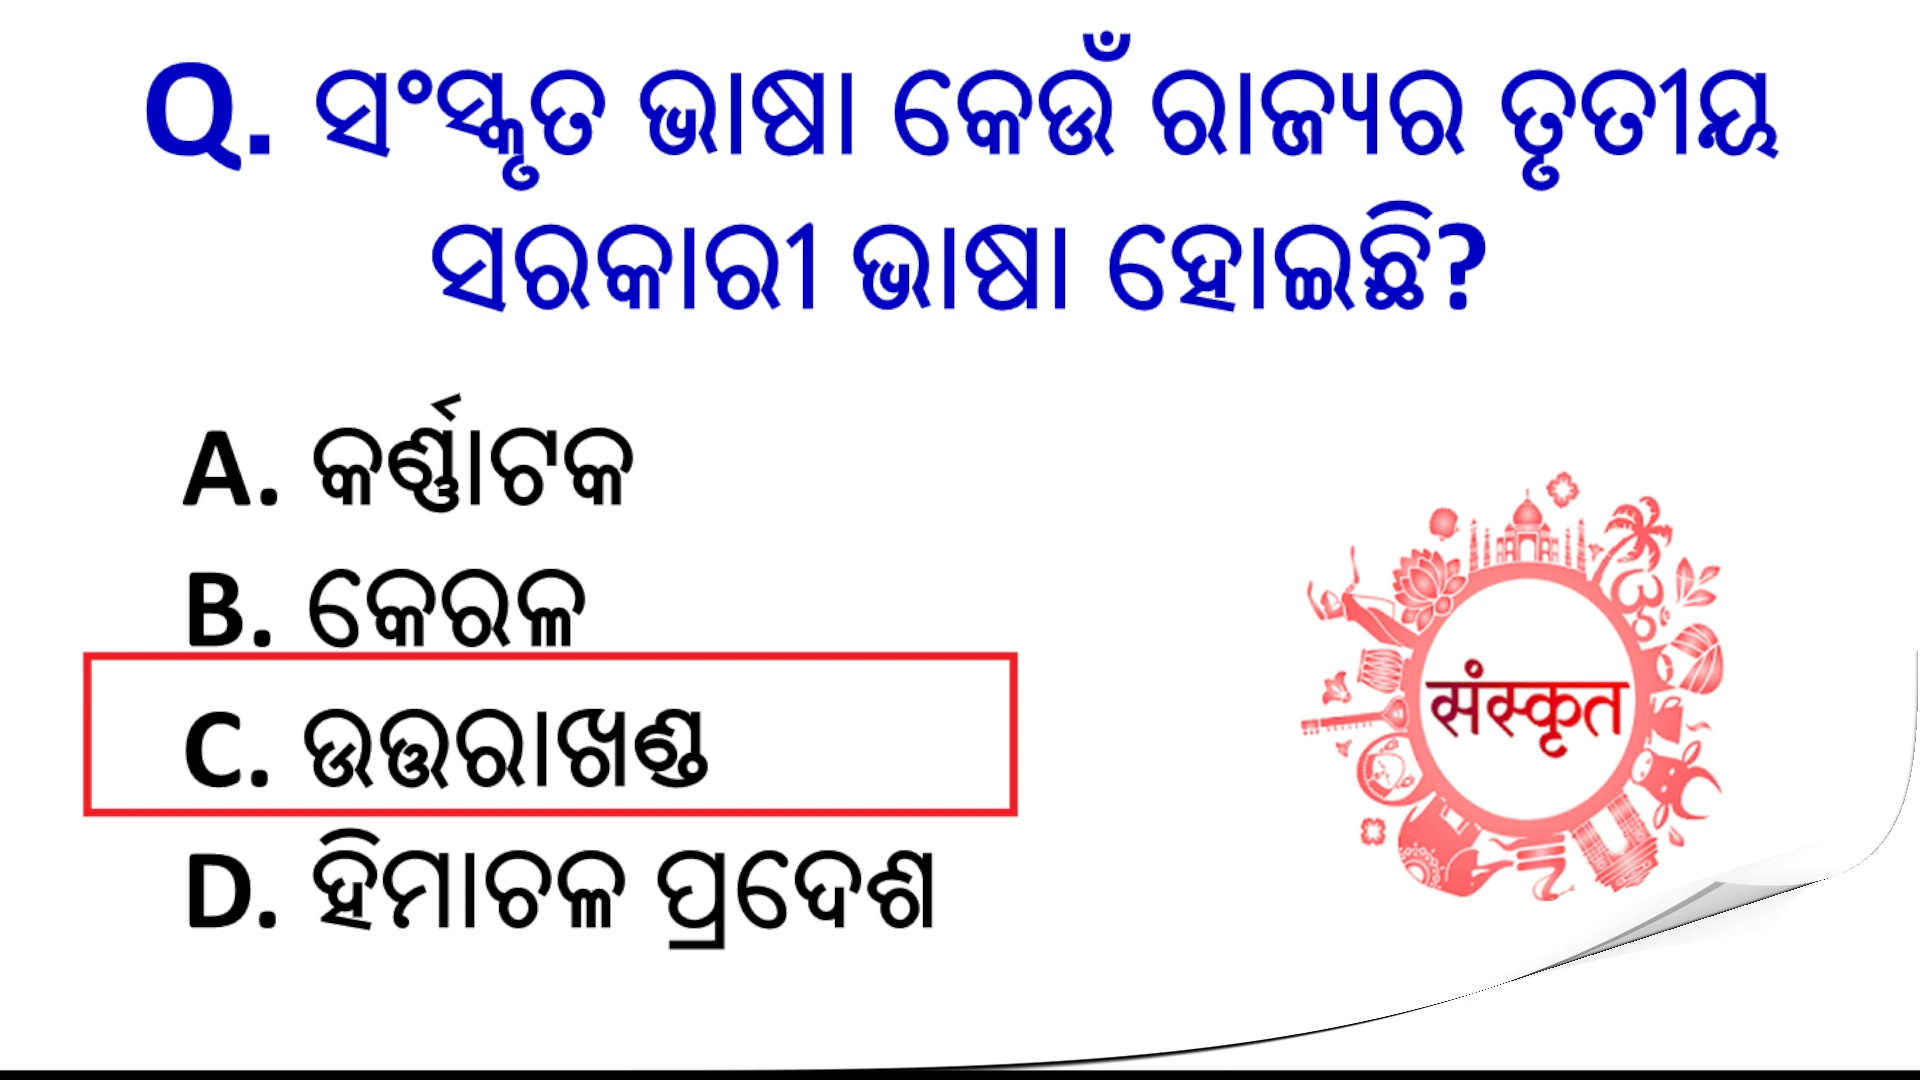 Q. ସଂସ୍କୃତ ଭାଷା କେଉଁ ରାଜ୍ୟର ତୃତୀୟ
ସରକାରୀ ଭାଷା ହୋଇଛି?
A. କର୍ଣ୍ଣାଟକ
B. କେରଳ
C. ଉତ୍ତରାଖଣ୍ଡ
D. ହିମାଚଳ ପ୍ରଦେଶ
संस्कृत